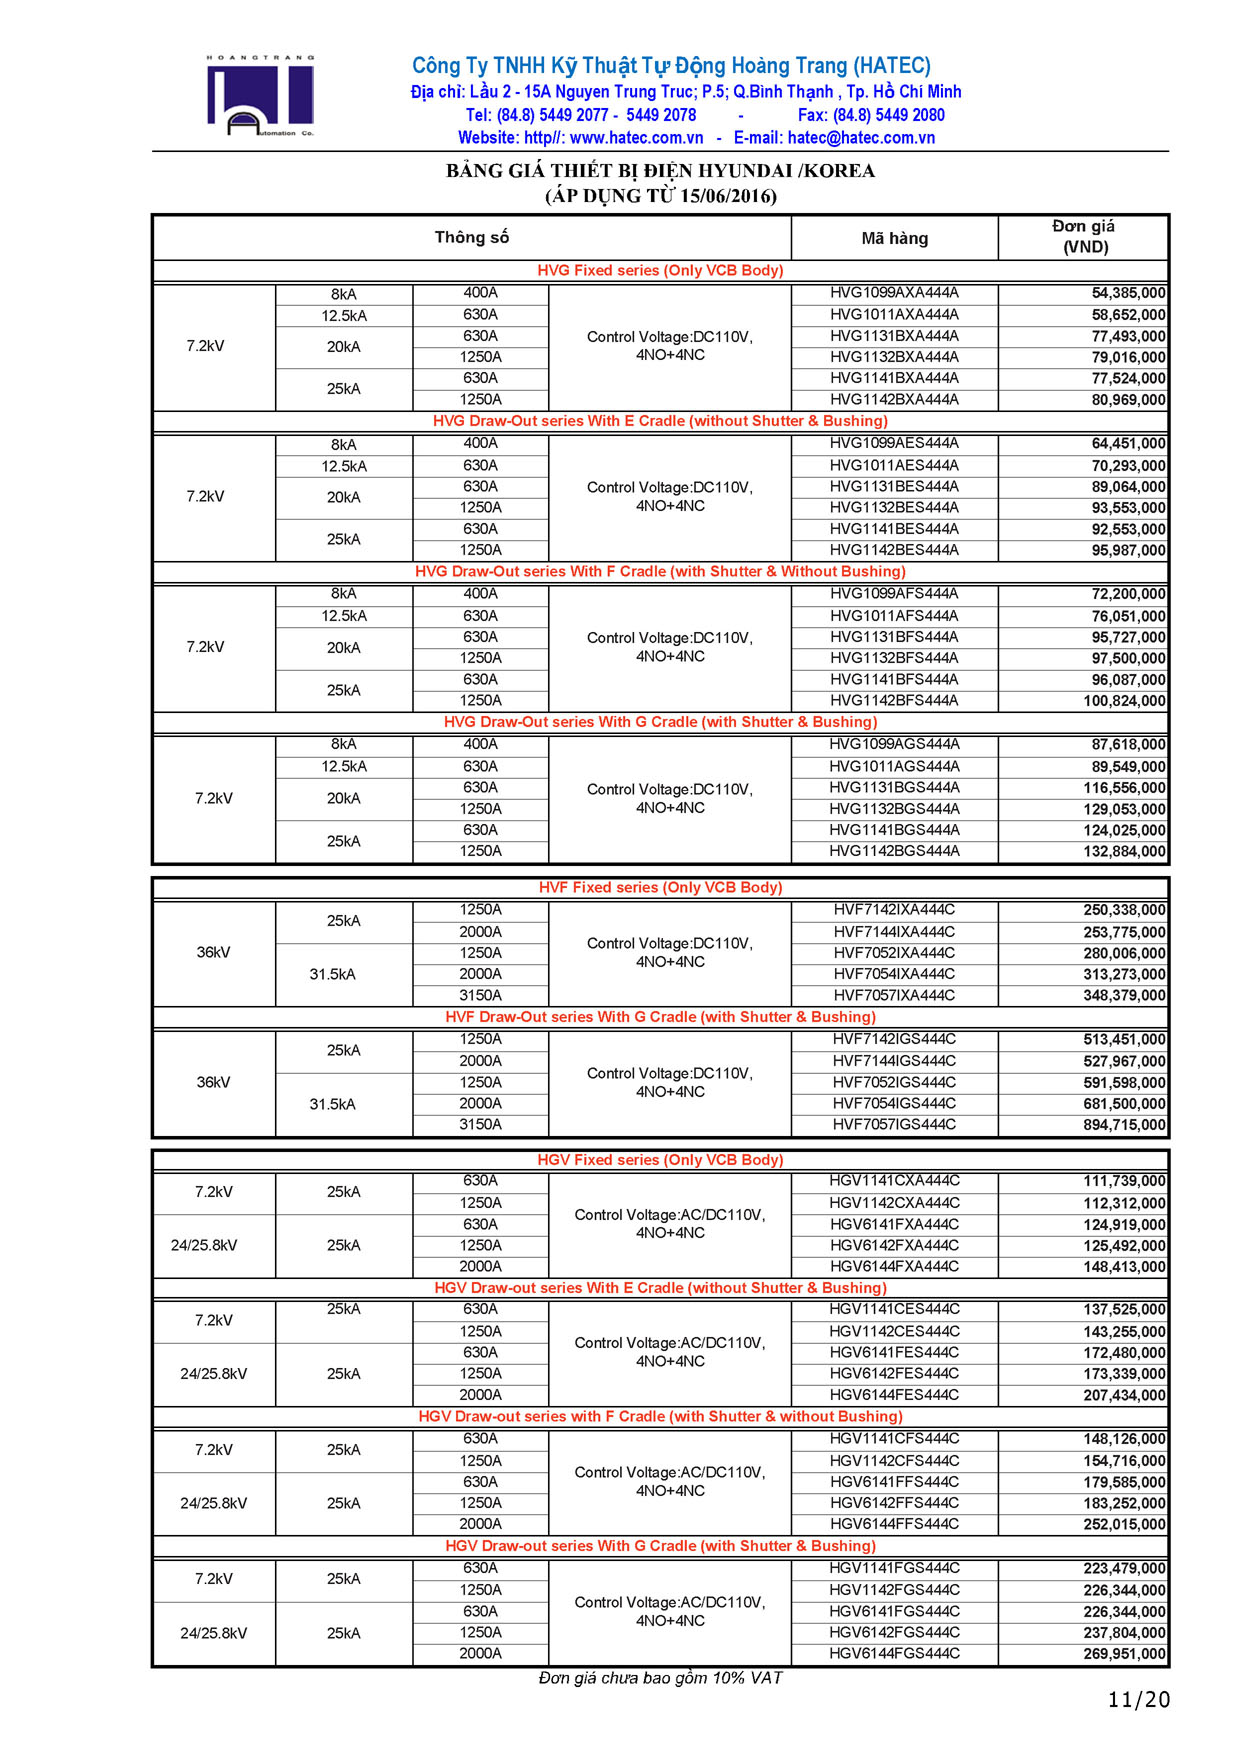 HOANGTRANG
Automation Co.
Công Ty TNHH Kỹ Thuật Tự Động Hoàng Trang (HATEC)
Địa chỉ: Lầu 2 - 15A Nguyen Trung Truc; P.5; Q.Bình Thạnh , Tp. Hồ Chí Minh
Tel: (84.8) 5449 2077 - 5449 2078 - Fax: (84.8) 5449 2080
Website: http//: www.hatec.com.vn - E-mail: hatec@hatec.com.vn
BẢNG GIÁ THIẾT BỊ ĐIỆN HYUNDAI /KOREA
(ÁP DỤNG TỪ 15/06/2016)
Thông số Mã hàng Đơn giá (VND)
HVG Fixed series (Only VCB Body)
7.2kV 8kA 400A Control Voltage:DC110V, 4NO+4NC HVG1099AXA444A 54,385,000
12.5kA 630A HVG1011AXA444A 58,652,000
20kA 630A HVG1131BXA444A 77,493,000
1250A HVG1132BXA444A 79,016,000
25kA 630A HVG1141BXA444A 77,524,000
1250A HVG1142BXA444A 80,969,000
HVG Draw-Out series With E Cradle (without Shutter & Bushing)
7.2kV 8kA 400A Control Voltage:DC110V, 4NO+4NC HVG1099AES444A 64,451,000
12.5kA 630A HVG1011AES444A 70,293,000
20kA 630A HVG1131BES444A 89,064,000
1250A HVG1132BES444A 93,553,000
25kA 630A HVG1141BES444A 92,553,000
1250A HVG1142BES444A 95,987,000
HVG Draw-Out series With F Cradle (with Shutter & Without Bushing)
7.2kV 8kA 400A Control Voltage:DC110V, 4NO+4NC HVG1099AFS444A 72,200,000
12.5kA 630A HVG1011AFS444A 76,051,000
20kA 630A HVG1131BFS444A 95,727,000
1250A HVG1132BFS444A 97,500,000
25kA 630A HVG1141BFS444A 96,087,000
1250A HVG1142BFS444A 100,824,000
HVG Draw-Out series With G Cradle (with Shutter & Bushing)
7.2kV 8kA 400A Control Voltage:DC110V, 4NO+4NC HVG1099AGS444A 87,618,000
12.5kA 630A HVG1011AGS444A 89,549,000
20kA 630A HVG1131BGS444A 116,556,000
1250A HVG1132BGS444A 129,053,000
25kA 630A HVG1141BGS444A 124,025,000
1250A HVG1142BGS444A 132,884,000
HVF Fixed series (Only VCB Body)
36kV 25kA 1250A Control Voltage:DC110V, 4NO+4NC HVF7142IXA444C 250,338,000
2000A HVF7144IXA444C 253,775,000
31.5kA 1250A HVF7052IXA444C 280,006,000
2000A HVF7054IXA444C 313,273,000
3150A HVF7057IXA444C 348,379,000
HVF Draw-Out series With G Cradle (with Shutter & Bushing)
36kV 25kA 1250A Control Voltage:DC110V, 4NO+4NC HVF7142IGS444C 513,451,000
2000A HVF7144IGS444C 527,967,000
31.5kA 1250A HVF7052IGS444C 591,598,000
2000A HVF7054IGS444C 681,500,000
3150A HVF7057IGS444C 894,715,000
HGV Fixed series (Only VCB Body)
7.2kV 25kA 630A Control Voltage:AC/DC110V, 4NO+4NC HGV1141CXA444C 111,739,000
1250A HGV1142CXA444C 112,312,000
24/25.8kV 25kA 630A HGV6141FXA444C 124,919,000
1250A HGV6142FXA444C 125,492,000
2000A HGV6144FXA444C 148,413,000
HGV Draw-out series With E Cradle (without Shutter & Bushing)
7.2kV 25kA 630A Control Voltage:AC/DC110V, 4NO+4NC HGV1141CES444C 137,525,000
1250A HGV1142CES444C 143,255,000
24/25.8kV 25kA 630A HGV6141FES444C 172,480,000
1250A HGV6142FES444C 173,339,000
2000A HGV6144FES444C 207,434,000
HGV Draw-out series with F Cradle (with Shutter & without Bushing)
7.2kV 25kA 630A Control Voltage:AC/DC110V, 4NO+4NC HGV1141CFS444C 148,126,000
1250A HGV1142CFS444C 154,716,000
24/25.8kV 25kA 630A HGV6141FFS444C 179,585,000
1250A HGV6142FFS444C 183,252,000
2000A HGV6144FFS444C 252,015,000
HGV Draw-out series With G Cradle (with Shutter & Bushing)
7.2kV 25kA 630A Control Voltage:AC/DC110V, 4NO+4NC HGV1141FGS444C 223,479,000
1250A HGV1142FGS444C 226,344,000
24/25.8kV 25kA 630A HGV6141FGS444C 226,344,000
1250A HGV6142FGS444C 237,804,000
2000A HGV6144FGS444C 269,951,000
Đơn giá chưa bao gồm 10% VAT
11/20